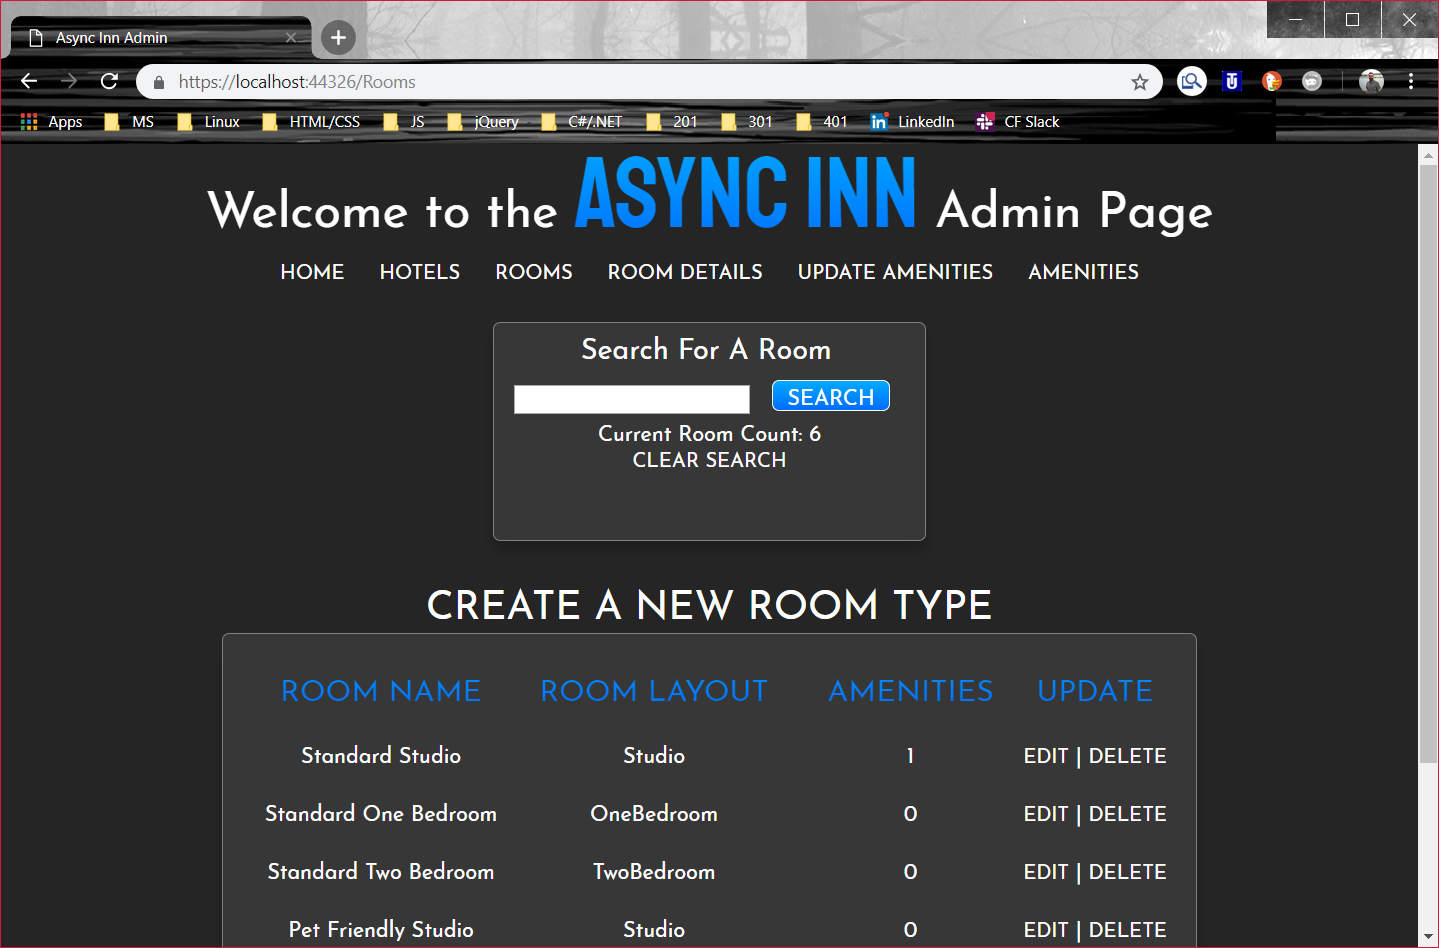 Async Inn Admin
https://localhost:44326/Rooms
Apps MS Linux HTML/CSS JS jQuery C#/.NET 201 301 401 LinkedIn CF Slack
Welcome to the ASYNC INN Admin Page
HOME HOTELS ROOMS ROOM DETAILS UPDATE AMENITIES AMENITIES
Search For A Room
SEARCH
Current Room Count: 6
CLEAR SEARCH
CREATE A NEW ROOM TYPE
ROOM NAME ROOM LAYOUT AMENITIES UPDATE
Standard Studio Studio 1 EDIT | DELETE
Standard One Bedroom OneBedroom 0 EDIT | DELETE
Standard Two Bedroom TwoBedroom 0 EDIT | DELETE
Pet Friendly Studio Studio 0 EDIT | DELETE